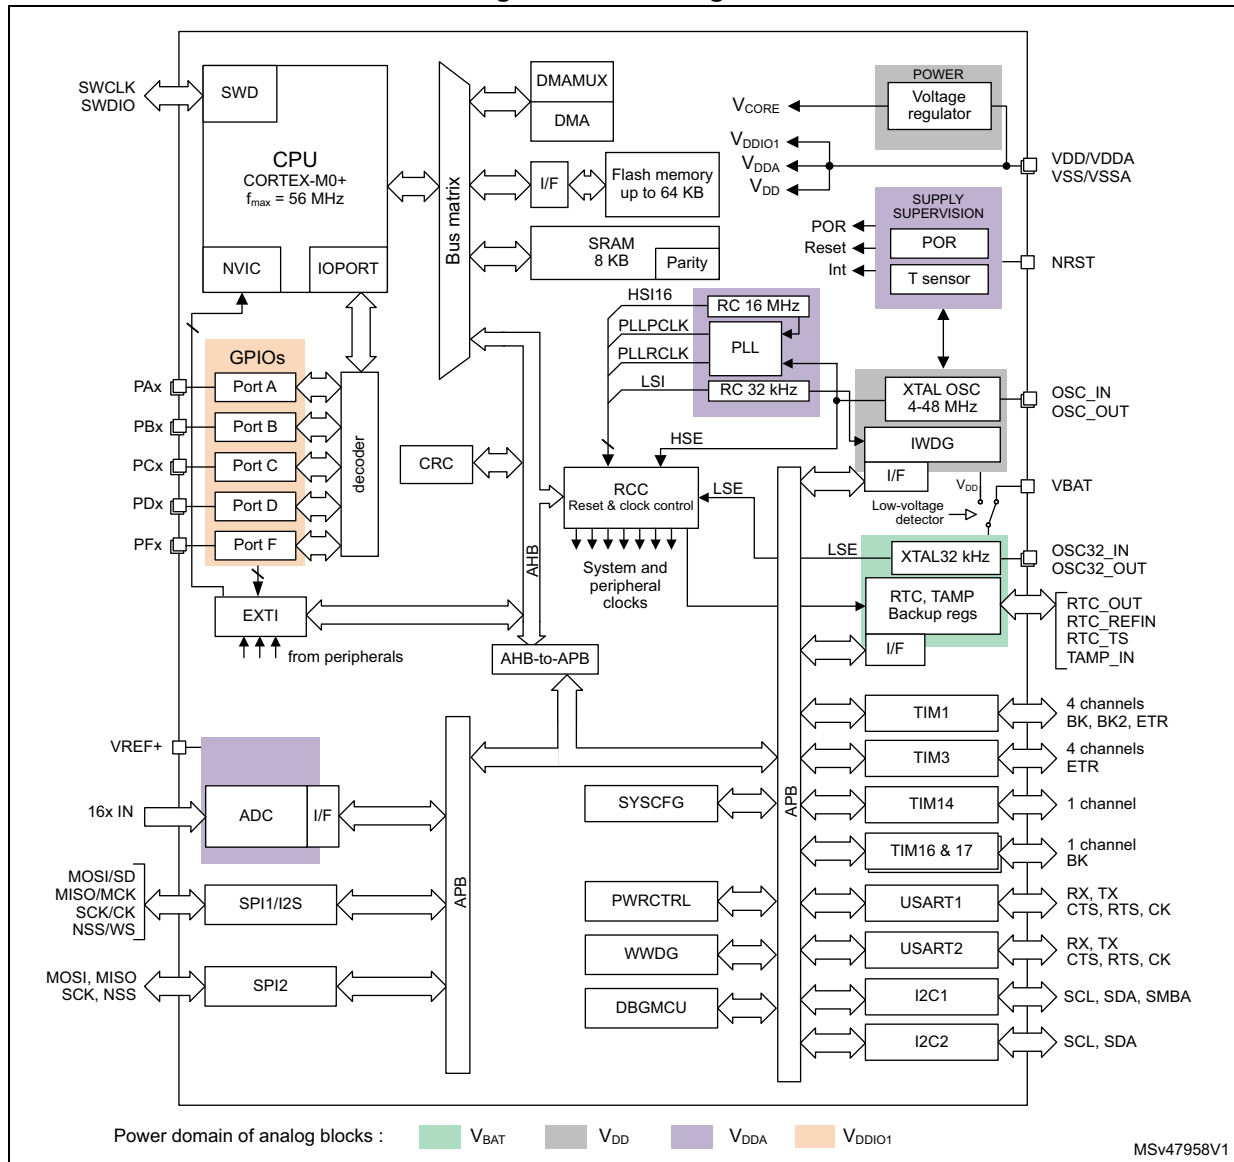 SWCLK
SWDIO
SWD
CPU
CORTEX-M0+
fmax = 56 MHz
NVIC
IOPORT
Bus matrix
DMAMUX
DMA
I/F
Flash memory
up to 64 KB
SRAM
8 KB
Parity
POWER
Voltage
regulator
VCORE
VDDIO1
VDDA
VDD
VDD/VDDA
VSS/VSSA
SUPPLY
SUPERVISION
POR
Reset
Int
POR
T sensor
NRST
HSI16
PLLPCLK
PLLRCLK
LSI
RC 16 MHz
PLL
RC 32 kHz
XTAL OSC
4-48 MHz
OSC_IN
OSC_OUT
IWDG
I/F
HSE
GPIOs
PAx
Port A
PBx
Port B
PCx
Port C
PDx
Port D
PFx
Port F
decoder
CRC
RCC
Reset & clock control
LSE
System and
peripheral
clocks
VDD
Low-voltage
detector
VBAT
LSE
XTAL32 kHz
OSC32_IN
OSC32_OUT
RTC, TAMP
Backup regs
I/F
RTC_OUT
RTC_REFIN
RTC_TS
TAMP_IN
EXTI
from peripherals
AHB
AHB-to-APB
VREF+
16x IN
ADC
I/F
MOSI/SD
MISO/MCK
SCK/CK
NSS/WS
SPI1/I2S
MOSI, MISO
SCK, NSS
SPI2
APB
SYSCFG
PWRCTRL
WWDG
DBGMCU
APB
TIM1
4 channels
BK, BK2, ETR
TIM3
4 channels
ETR
TIM14
1 channel
TIM16 & 17
1 channel
BK
USART1
RX, TX
CTS, RTS, CK
USART2
RX, TX
CTS, RTS, CK
I2C1
SCL, SDA, SMBA
I2C2
SCL, SDA
Power domain of analog blocks :
VBAT
VDD
VDDA
VDDIO1
MSv47958V1